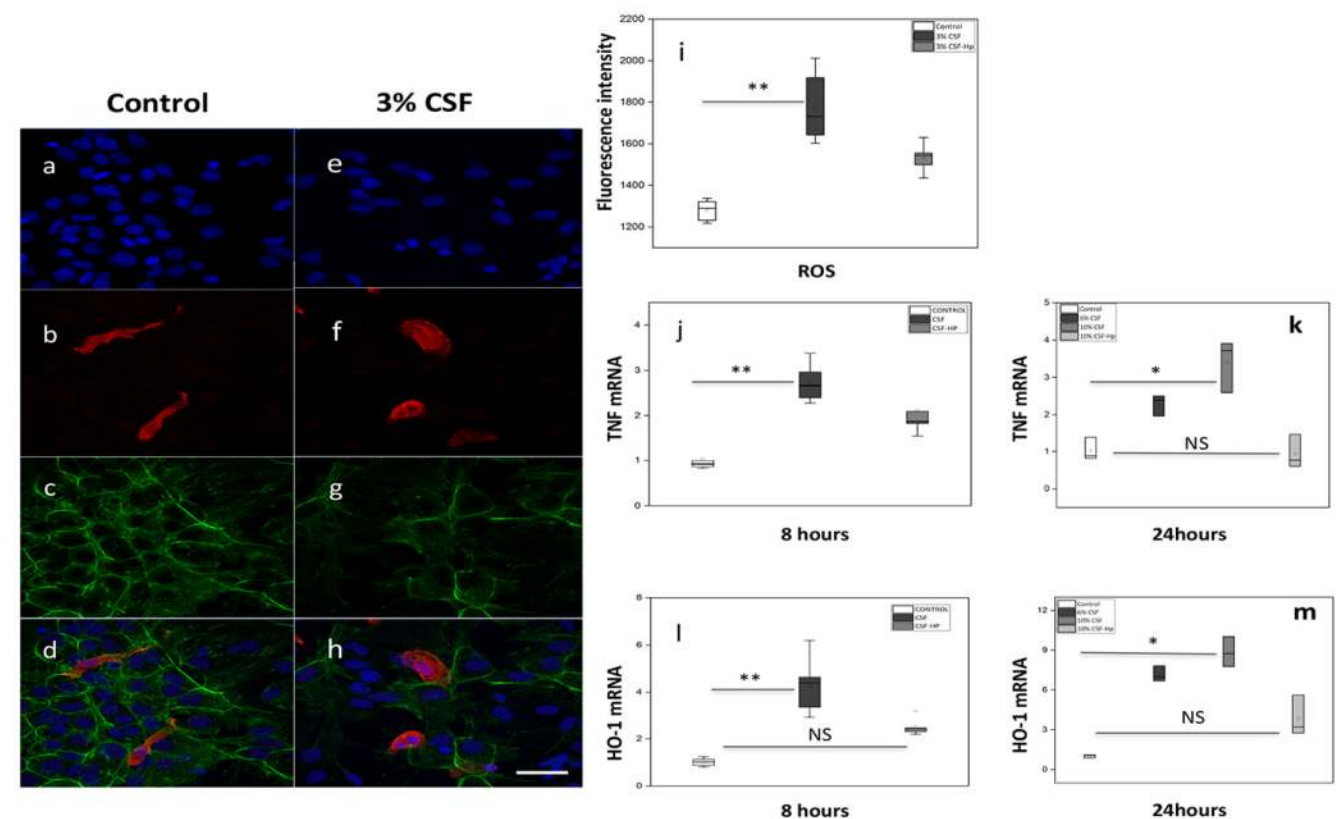 Control 3% CSF
a
e
b
f
c
g
d
h
i
Control
3% CSF
3% CSF-Hp
Fluorescence intensity
2200
2000
1800
1600
1400
1200
**
ROS
j
CONTROL
CSF
CSF-HP
TNF mRNA
4
3
2
1
0
**
8 hours
k
Control
6% CSF
10% CSF
10% CSF-Hp
TNF mRNA
5
4
3
2
1
0
*
NS
24hours
l
CONTROL
CSF
CSF-HP
HO-1 mRNA
8
6
4
2
0
**
NS
8 hours
m
Control
6% CSF
10% CSF
10% CSF-Hp
HO-1 mRNA
12
9
6
3
0
*
NS
24hours